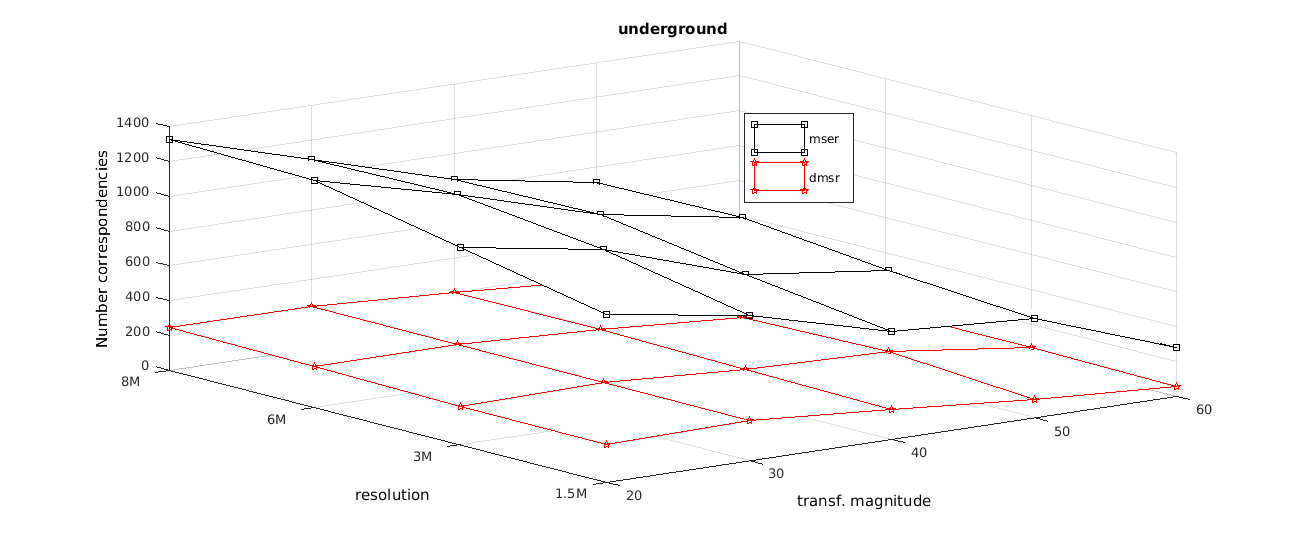 underground
1400
1200
1000
800
600
400
200
0
Number correspondencies
mser
dmsr
8M
6M
3M
1.5M
resolution
20
30
40
50
60
transf. magnitude